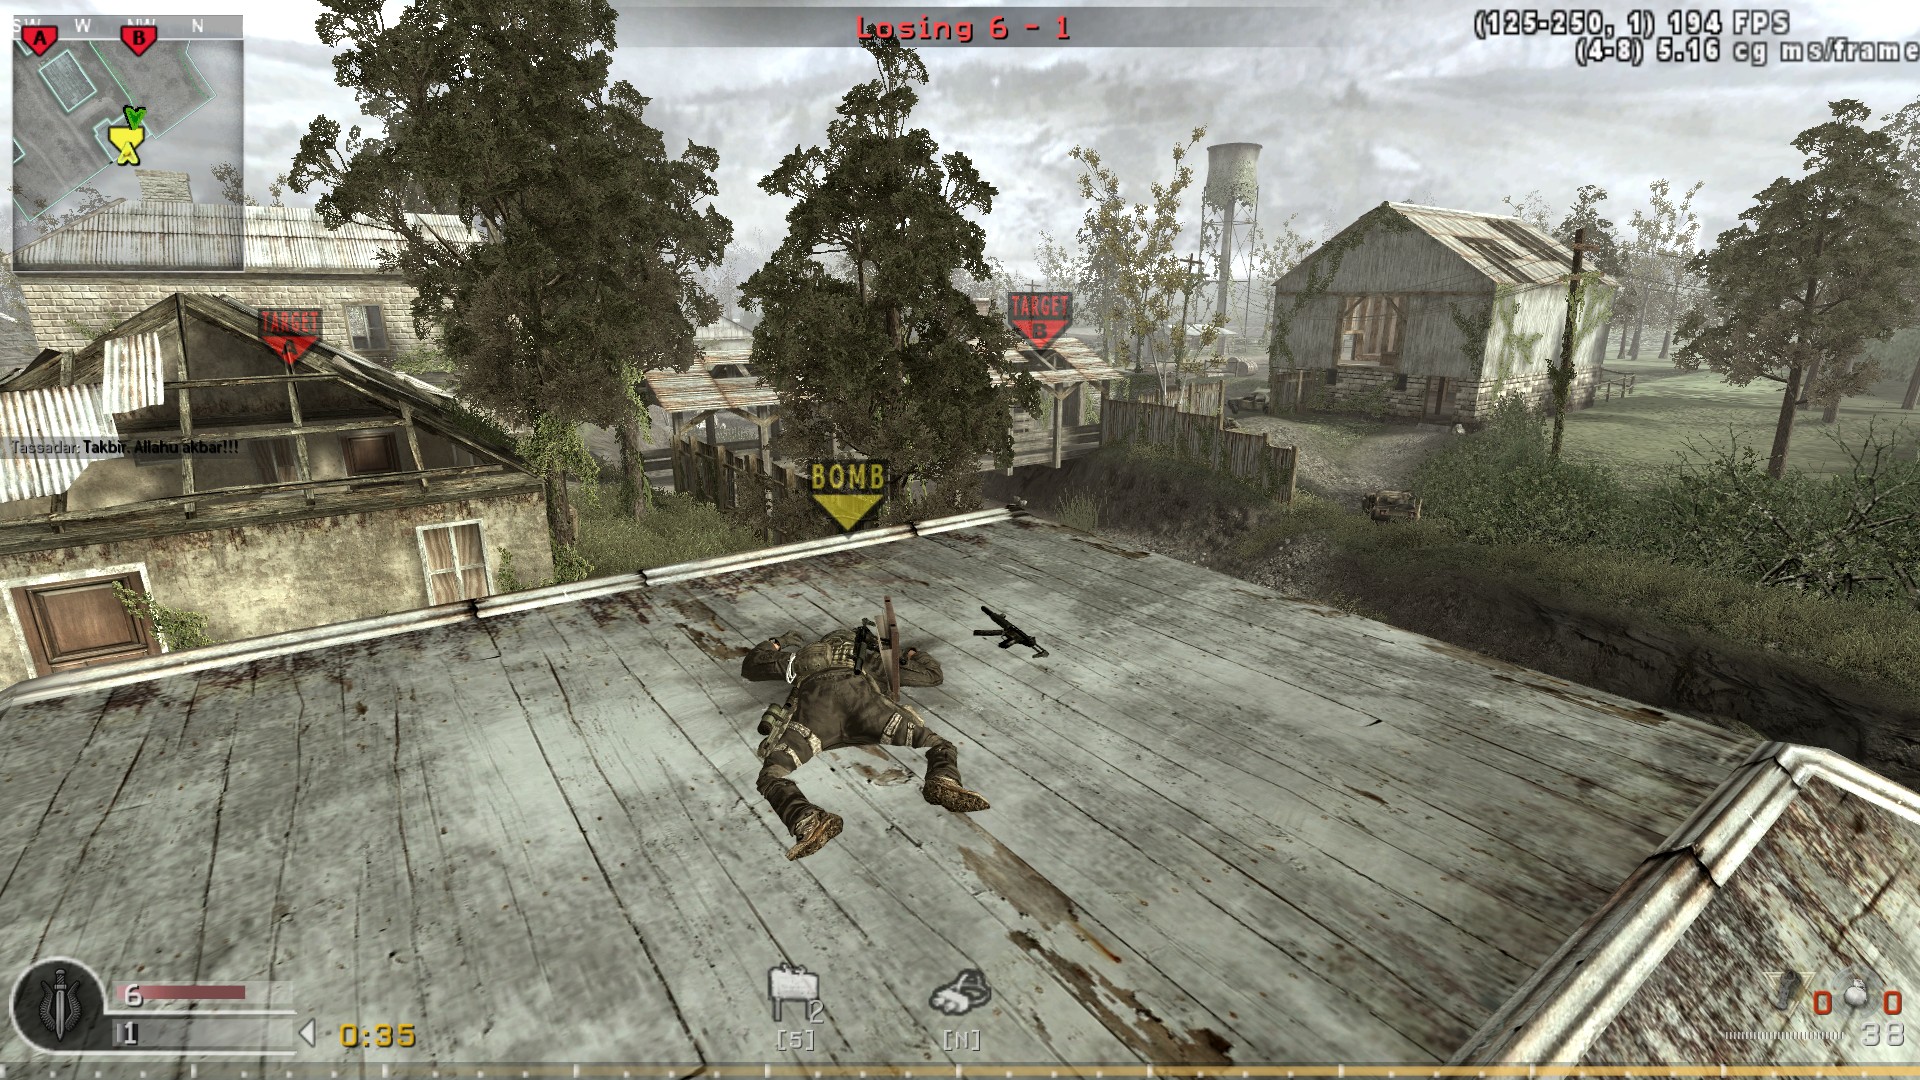 SW W NW N
A B
A
Losing 6 - 1
(125-250, 1) 194 FPS
(4-8) 5.16 cg ms/frame
TARGET
B
TARGET
A
Tassadar: Takbir. Allahu akbar!!!
BOMB
6
1
0:35
2
[5]
[N]
0 0
38